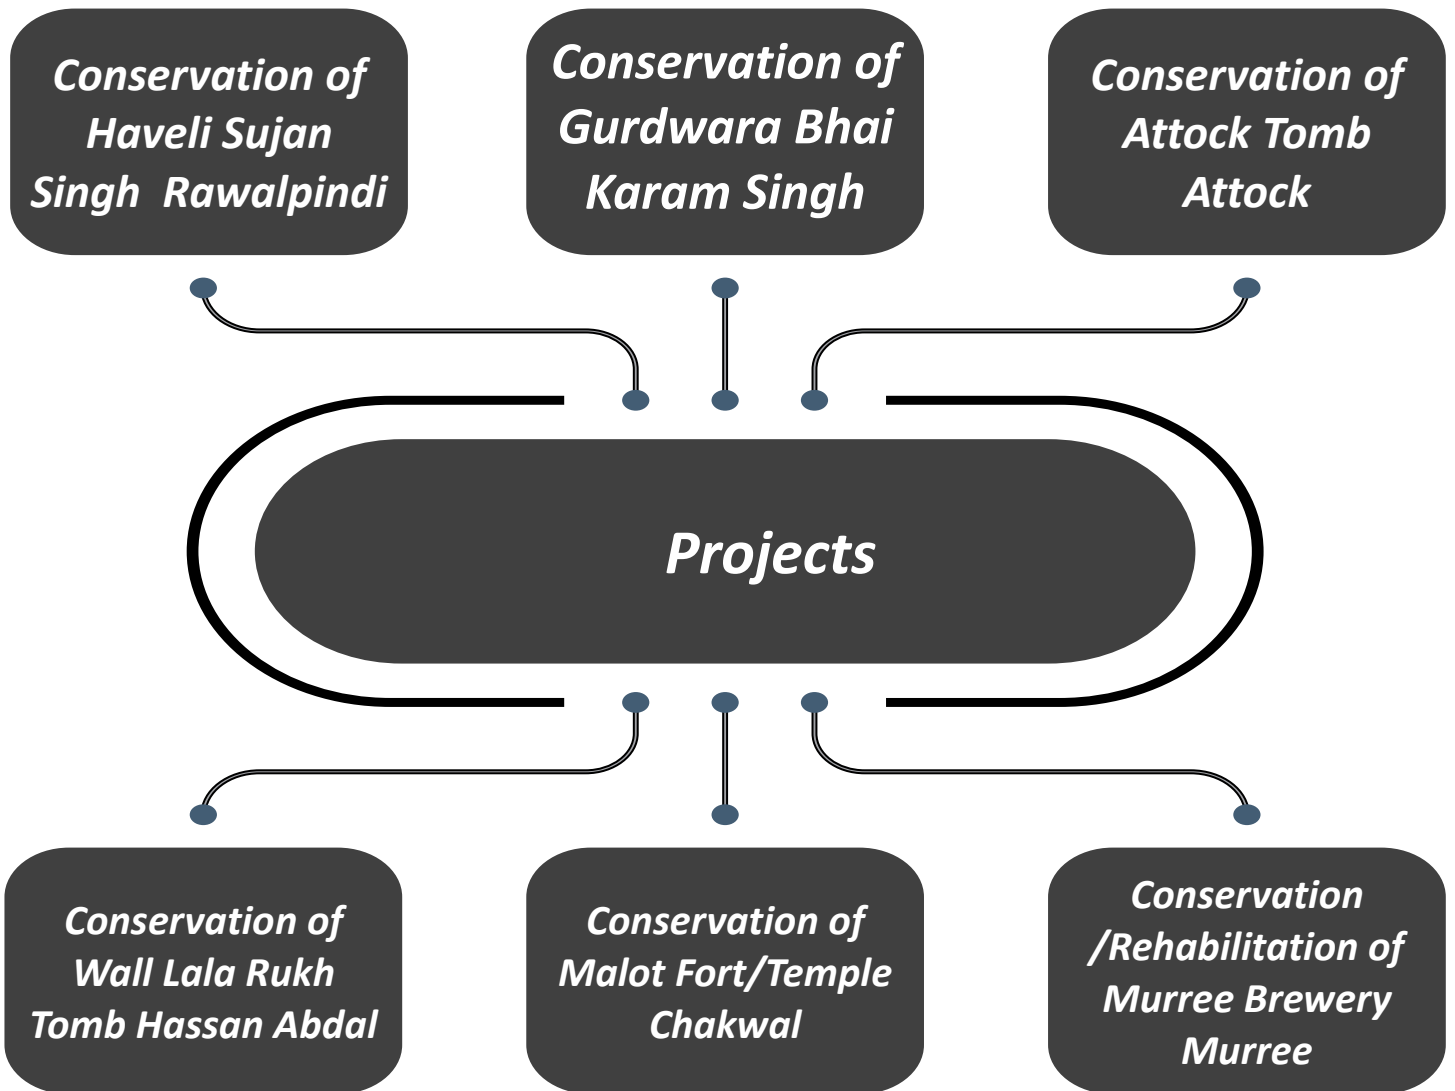 Conservation of
Haveli Sujan
Singh Rawalpindi
Conservation of
Gurdwara Bhai
Karam Singh
Conservation of
Attock Tomb
Attock
Projects
Conservation of
Wall Lala Rukh
Tomb Hassan Abdal
Conservation of
Malot Fort/Temple
Chakwal
Conservation
/Rehabilitation of
Murree Brewery
Murree